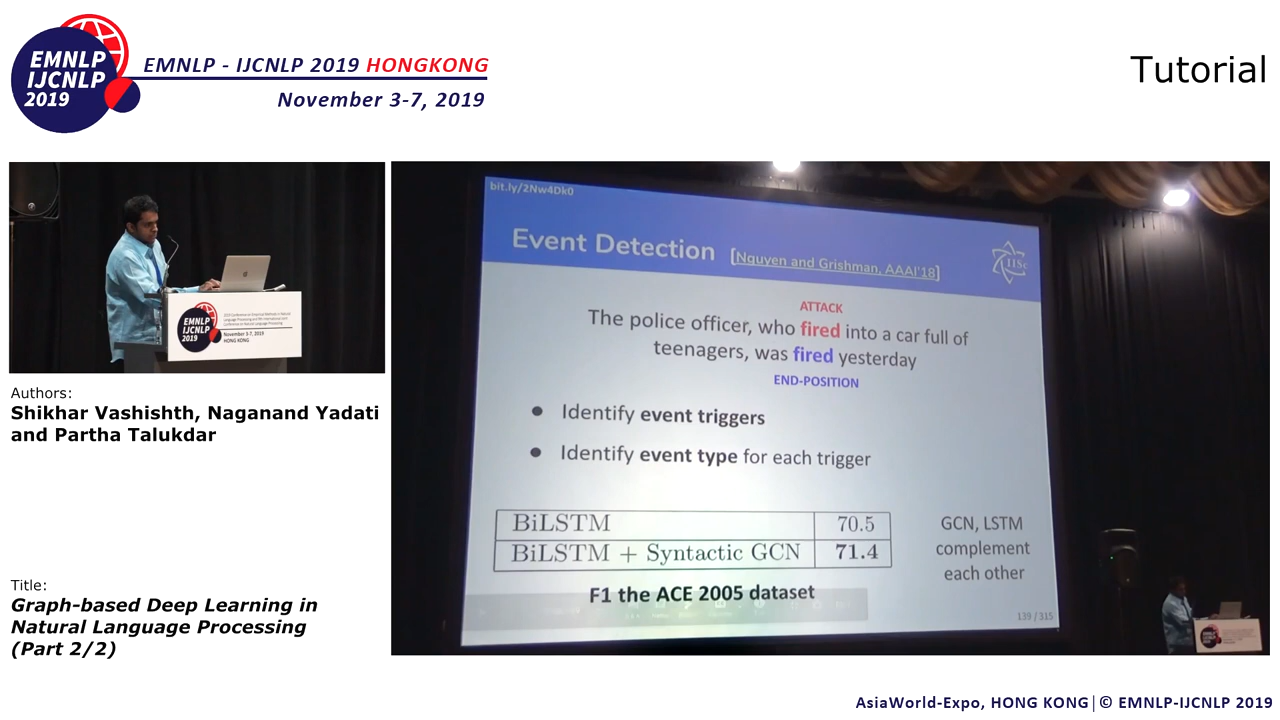 EMNLP
IJCNLP
2019
EMNLP - IJCNLP 2019 HONGKONG
November 3-7, 2019
Tutorial
EMNLP
IJCNLP
2019
November 3-7, 2019
HONG KONG
Authors:
Shikhar Vashishth, Naganand Yadati
and Partha Talukdar
Title:
Graph-based Deep Learning in
Natural Language Processing
(Part 2/2)
bit.ly/2Nw4Dk0
Event Detection [Nguyen and Grishman, AAAI'18]
IISc
ATTACK
The police officer, who fired into a car full of
teenagers, was fired yesterday
END-POSITION
● Identify event triggers
● Identify event type for each trigger
BiLSTM 70.5
BiLSTM + Syntactic GCN 71.4
GCN, LSTM
complement
each other
F1 the ACE 2005 dataset
139 / 315
AsiaWorld-Expo, HONG KONG|© EMNLP-IJCNLP 2019